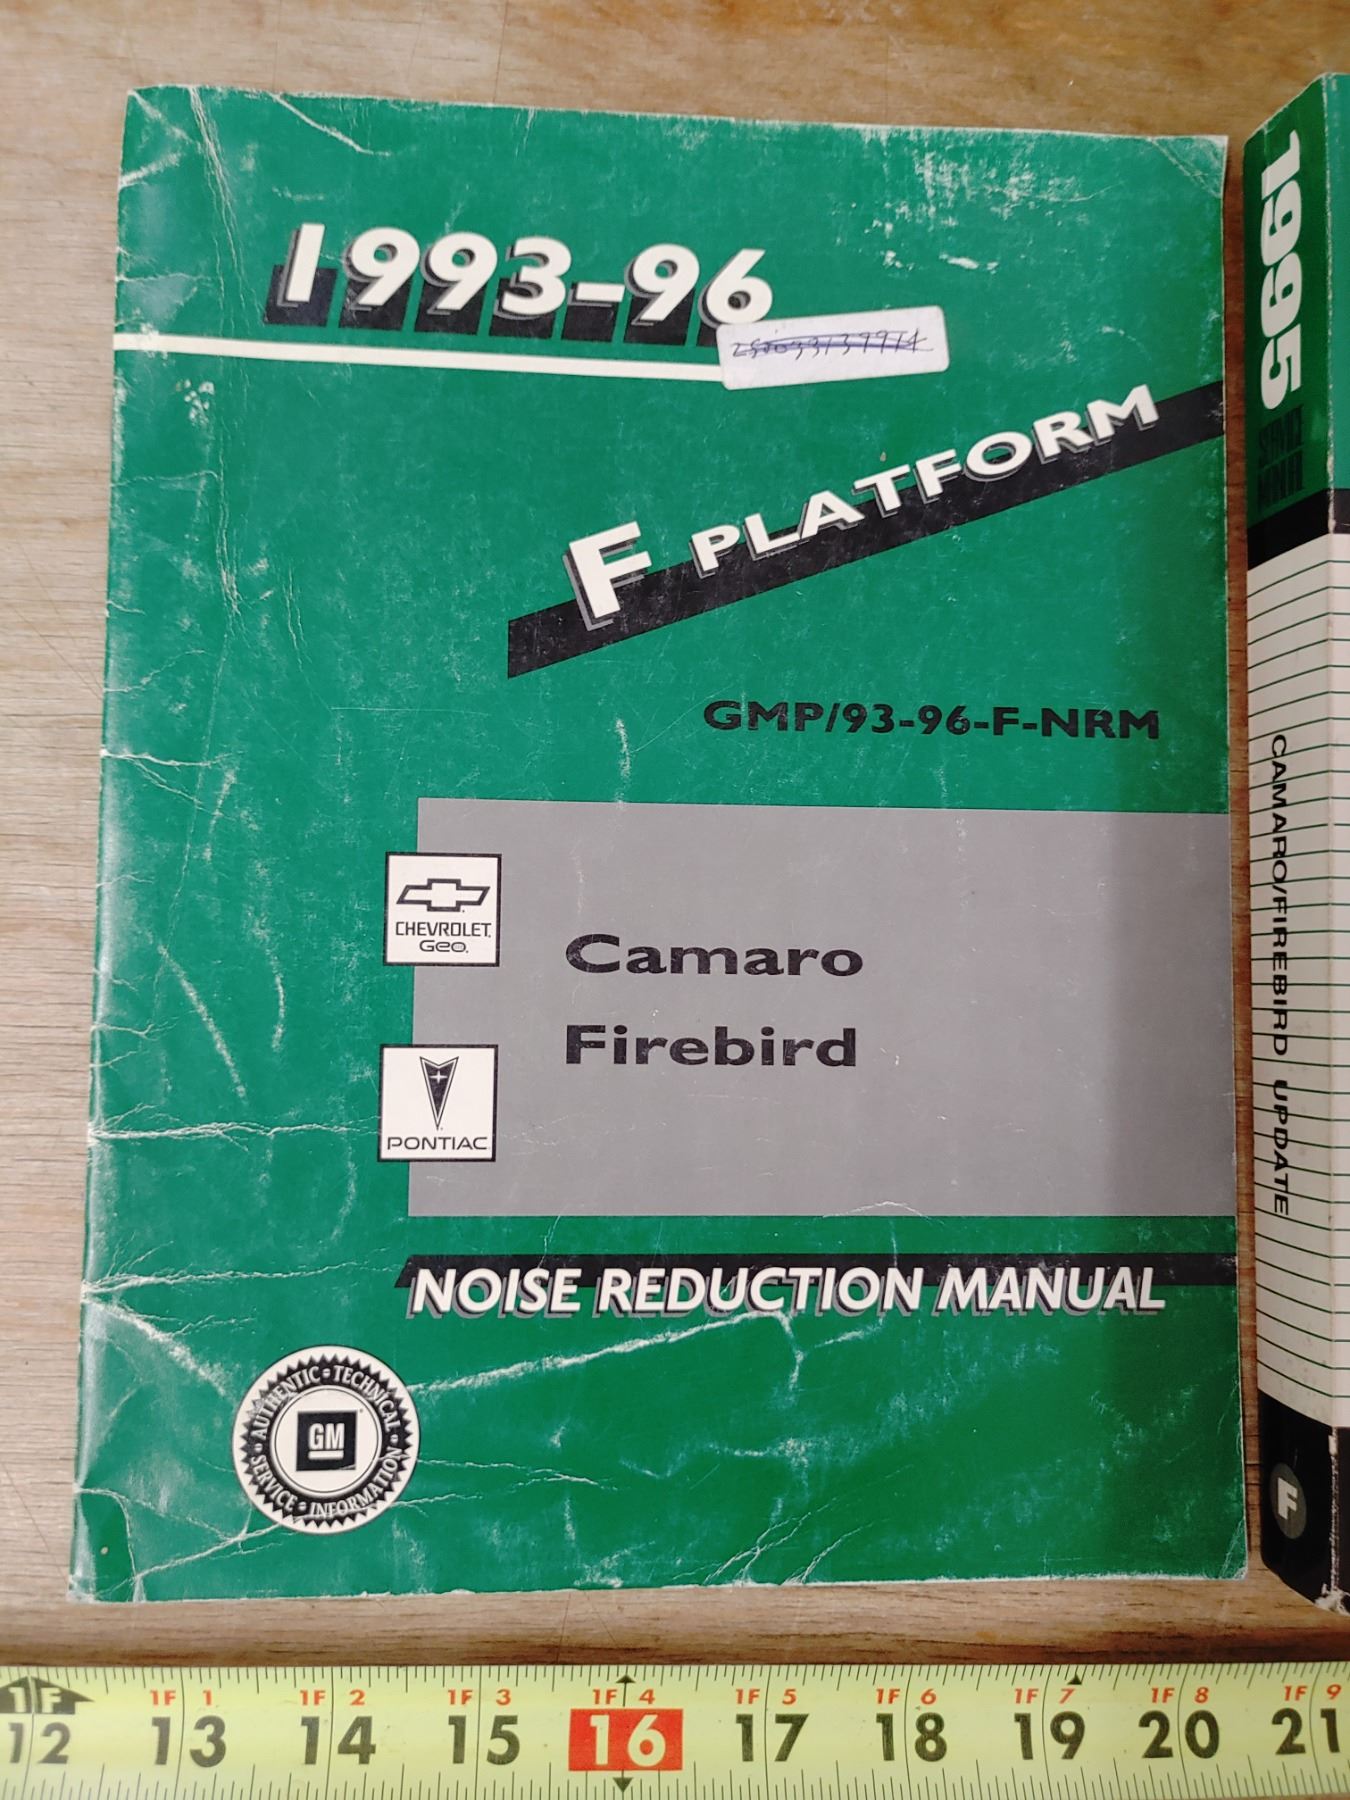 1993-96
F PLATFORM
GMP/93-96-F-NRM
CHEVROLET
Geo
Camaro
Firebird
PONTIAC
NOISE REDUCTION MANUAL
AUTHENTIC • TECHNICAL • SERVICE • INFORMATION
GM
1995
CAMARO/FIREBIRD UPDATE
F
1F 1F 1 1F 2 1F 3 1F 4 1F 5 1F 6 1F 7 1F 8 1F 9
12 13 14 15 16 17 18 19 20 21